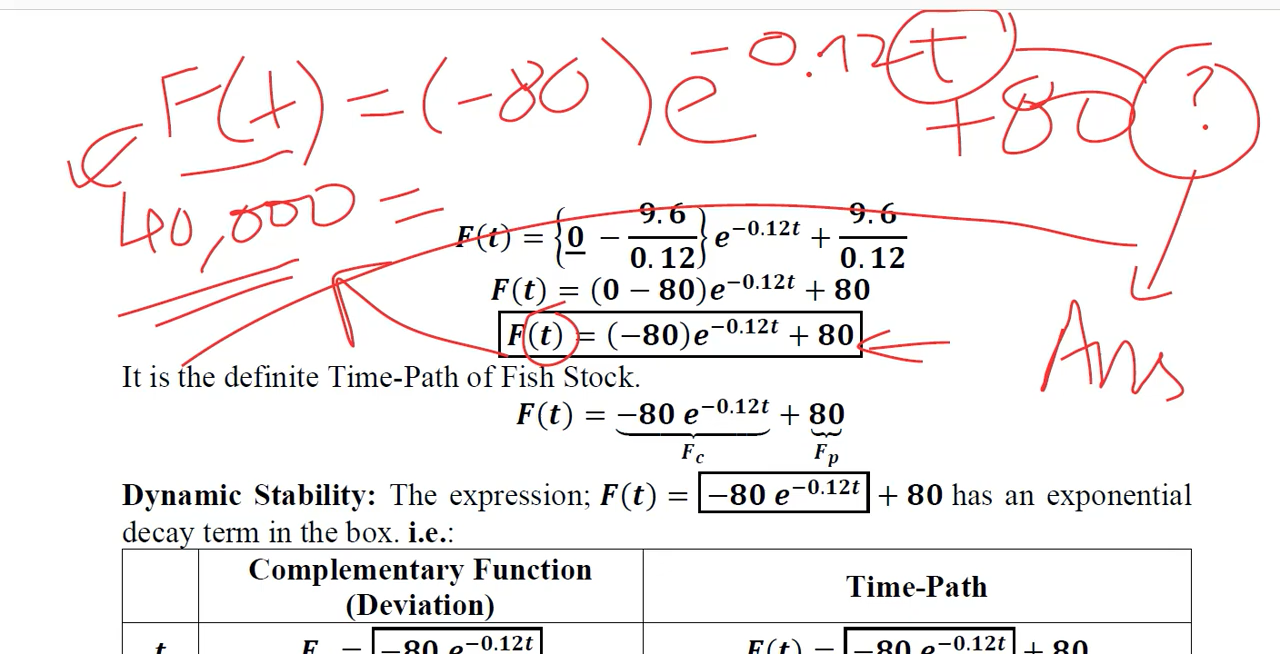 F(t) = (-80) e^-0.12t + 80 ?
40,000 =
F(t) = {0 − 9.6/0.12} e^−0.12t + 9.6/0.12
F(t) = (0 − 80)e^−0.12t + 80
F(t) = (−80)e^−0.12t + 80
Ans
It is the definite Time-Path of Fish Stock.
F(t) = −80 e^−0.12t + 80
F_c F_p
Dynamic Stability: The expression; F(t) = −80 e^−0.12t + 80 has an exponential
decay term in the box. i.e.:
Complementary Function
(Deviation)
Time-Path
t F = −80 e^−0.12t F(t) = −80 e^−0.12t + 80